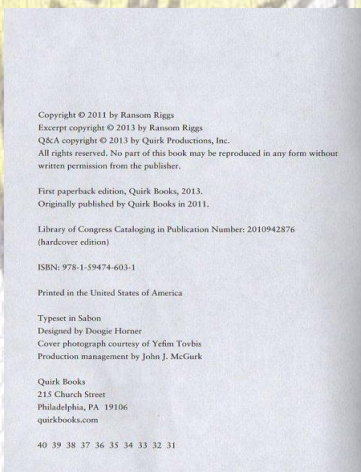 Copyright © 2011 by Ransom Riggs
Excerpt copyright © 2013 by Ransom Riggs
Q&A copyright © 2013 by Quirk Productions, Inc.
All rights reserved. No part of this book may be reproduced in any form without
written permission from the publisher.
First paperback edition, Quirk Books, 2013.
Originally published by Quirk Books in 2011.
Library of Congress Cataloging in Publication Number: 2010942876
(hardcover edition)
ISBN: 978-1-59474-603-1
Printed in the United States of America
Typeset in Sabon
Designed by Doogie Horner
Cover photograph courtesy of Yefim Tovbis
Production management by John J. McGurk
Quirk Books
215 Church Street
Philadelphia, PA 19106
quirkbooks.com
40 39 38 37 36 35 34 33 32 31